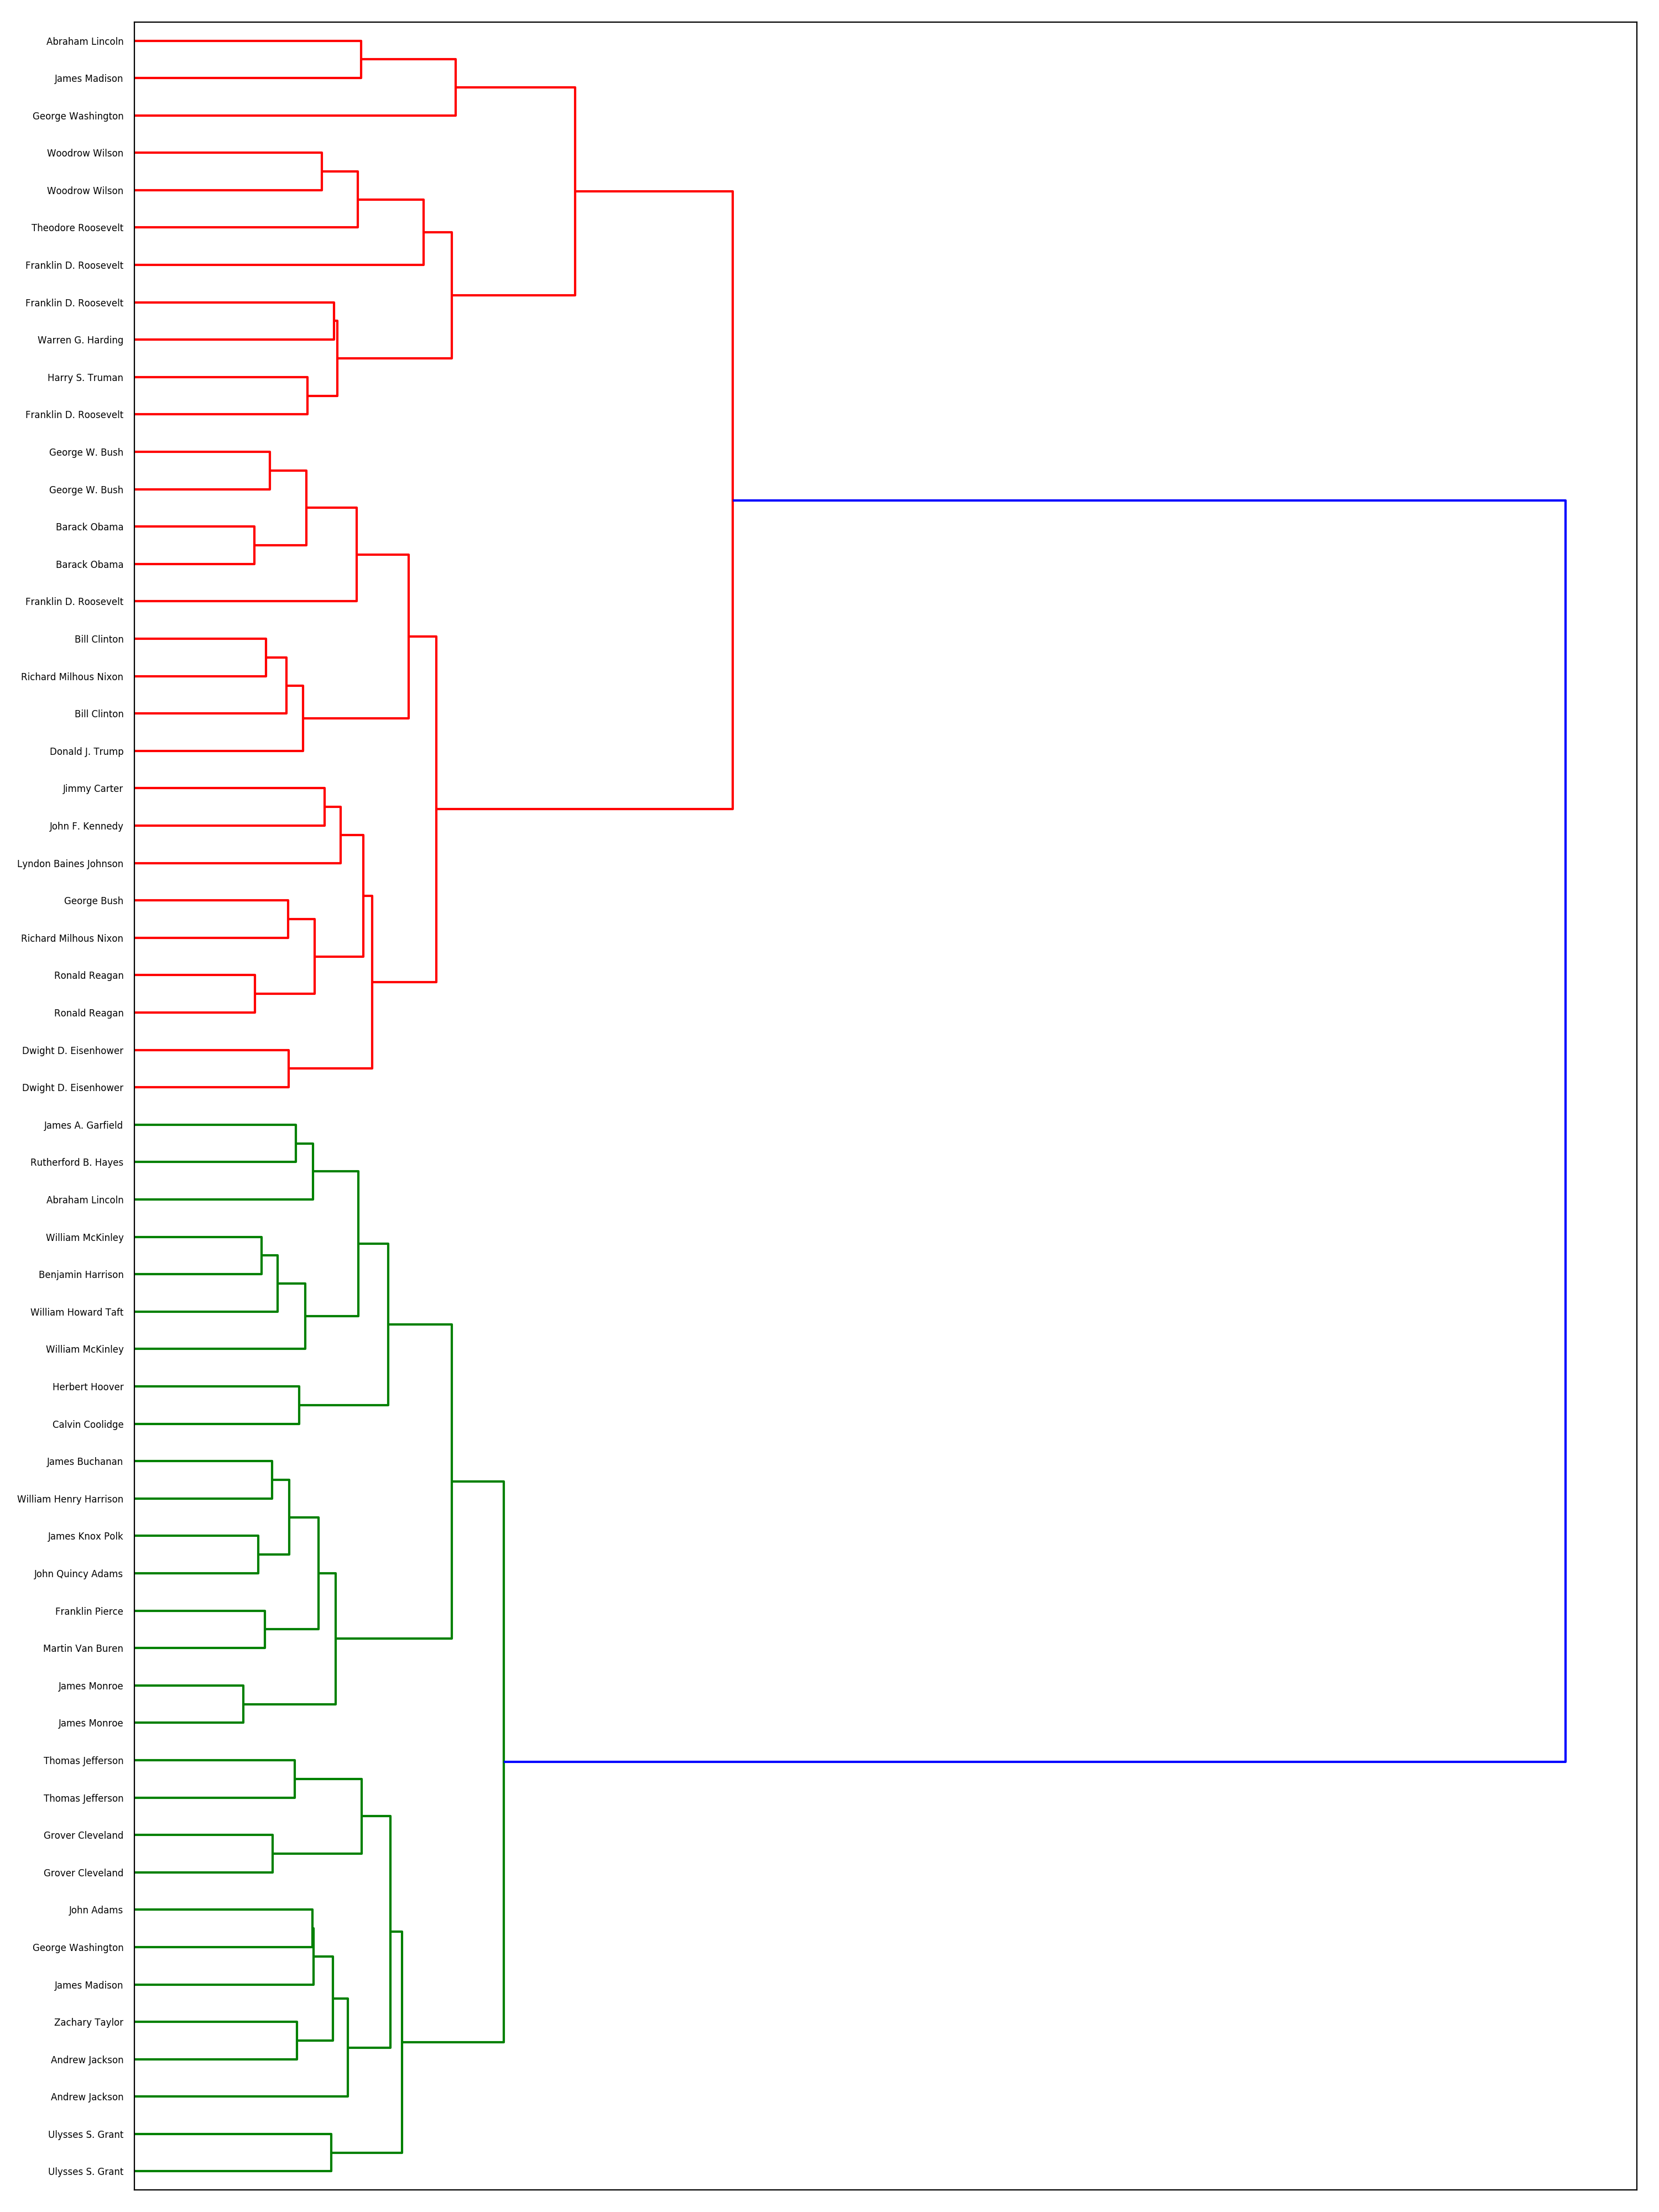 Abraham Lincoln
James Madison
George Washington
Woodrow Wilson
Woodrow Wilson
Theodore Roosevelt
Franklin D. Roosevelt
Franklin D. Roosevelt
Warren G. Harding
Harry S. Truman
Franklin D. Roosevelt
George W. Bush
George W. Bush
Barack Obama
Barack Obama
Franklin D. Roosevelt
Bill Clinton
Richard Milhous Nixon
Bill Clinton
Donald J. Trump
Jimmy Carter
John F. Kennedy
Lyndon Baines Johnson
George Bush
Richard Milhous Nixon
Ronald Reagan
Ronald Reagan
Dwight D. Eisenhower
Dwight D. Eisenhower
James A. Garfield
Rutherford B. Hayes
Abraham Lincoln
William McKinley
Benjamin Harrison
William Howard Taft
William McKinley
Herbert Hoover
Calvin Coolidge
James Buchanan
William Henry Harrison
James Knox Polk
John Quincy Adams
Franklin Pierce
Martin Van Buren
James Monroe
James Monroe
Thomas Jefferson
Thomas Jefferson
Grover Cleveland
Grover Cleveland
John Adams
George Washington
James Madison
Zachary Taylor
Andrew Jackson
Andrew Jackson
Ulysses S. Grant
Ulysses S. Grant